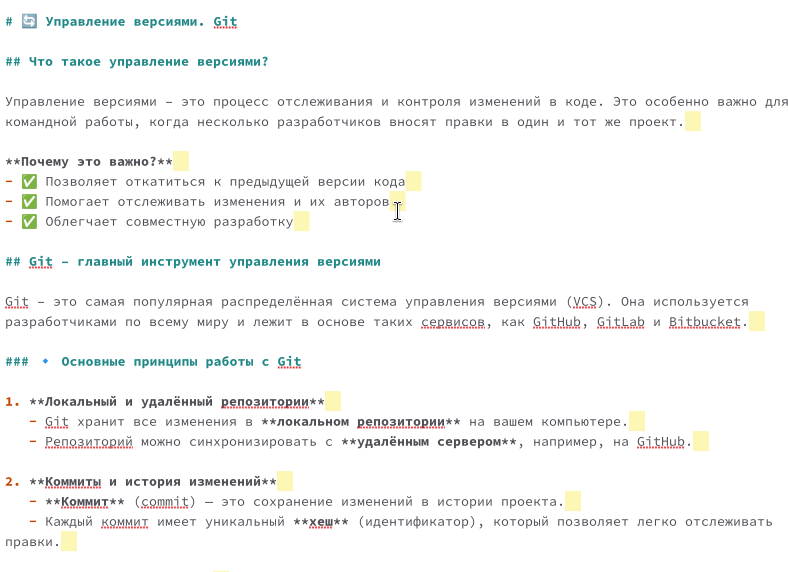 # 🔄 Управление версиями. Git
## Что такое управление версиями?
Управление версиями – это процесс отслеживания и контроля изменений в коде. Это особенно важно для
командной работы, когда несколько разработчиков вносят правки в один и тот же проект.
**Почему это важно?**
- ✅ Позволяет откатиться к предыдущей версии кода
- ✅ Помогает отслеживать изменения и их авторов
- ✅ Облегчает совместную разработку
## Git – главный инструмент управления версиями
Git – это самая популярная распределённая система управления версиями (VCS). Она используется
разработчиками по всему миру и лежит в основе таких сервисов, как GitHub, GitLab и Bitbucket.
### 🔹 Основные принципы работы с Git
1. **Локальный и удалённый репозитории**
- Git хранит все изменения в **локальном репозитории** на вашем компьютере.
- Репозиторий можно синхронизировать с **удалённым сервером**, например, на GitHub.
2. **Коммиты и история изменений**
- **Коммит** (commit) — это сохранение изменений в истории проекта.
- Каждый коммит имеет уникальный **хеш** (идентификатор), который позволяет легко отслеживать
правки.